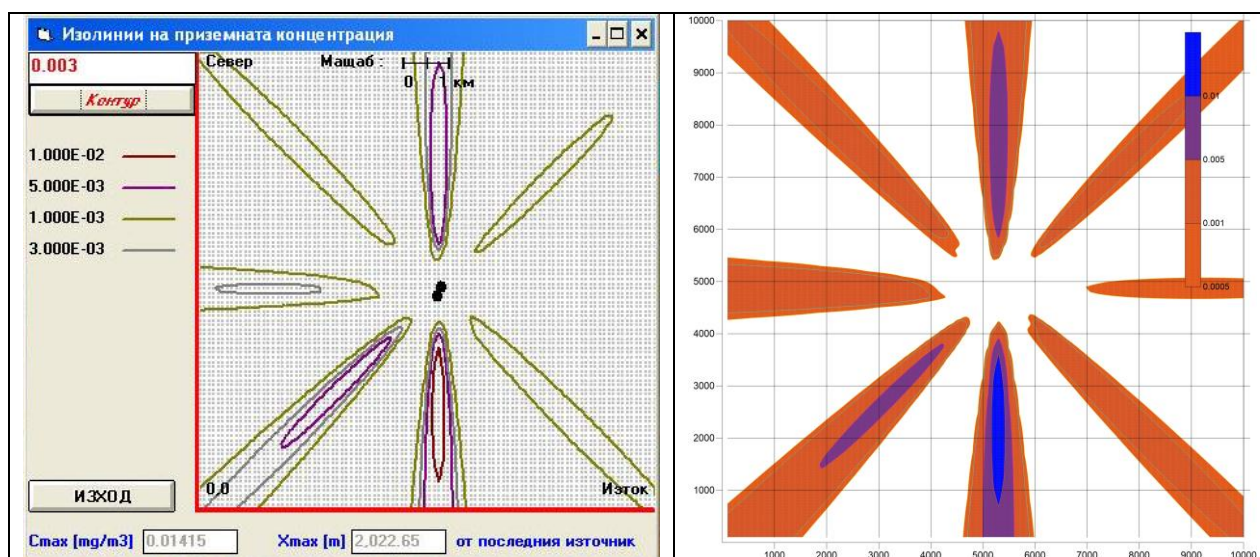 Изолинии на приземната концентрация
0.003
Контур
1.000E-02
5.000E-03
1.000E-03
3.000E-03
ИЗХОД
Север
Мащаб :
0 1 км
0.0
Изток
Cmax [mg/m3] 0.01415 Xmax [m] 2,022.65 от последния източник
10000
9000
8000
7000
6000
5000
4000
3000
2000
1000
1000 2000 3000 4000 5000 6000 7000 8000 9000 10000
0.01
0.005
0.001
0.0005